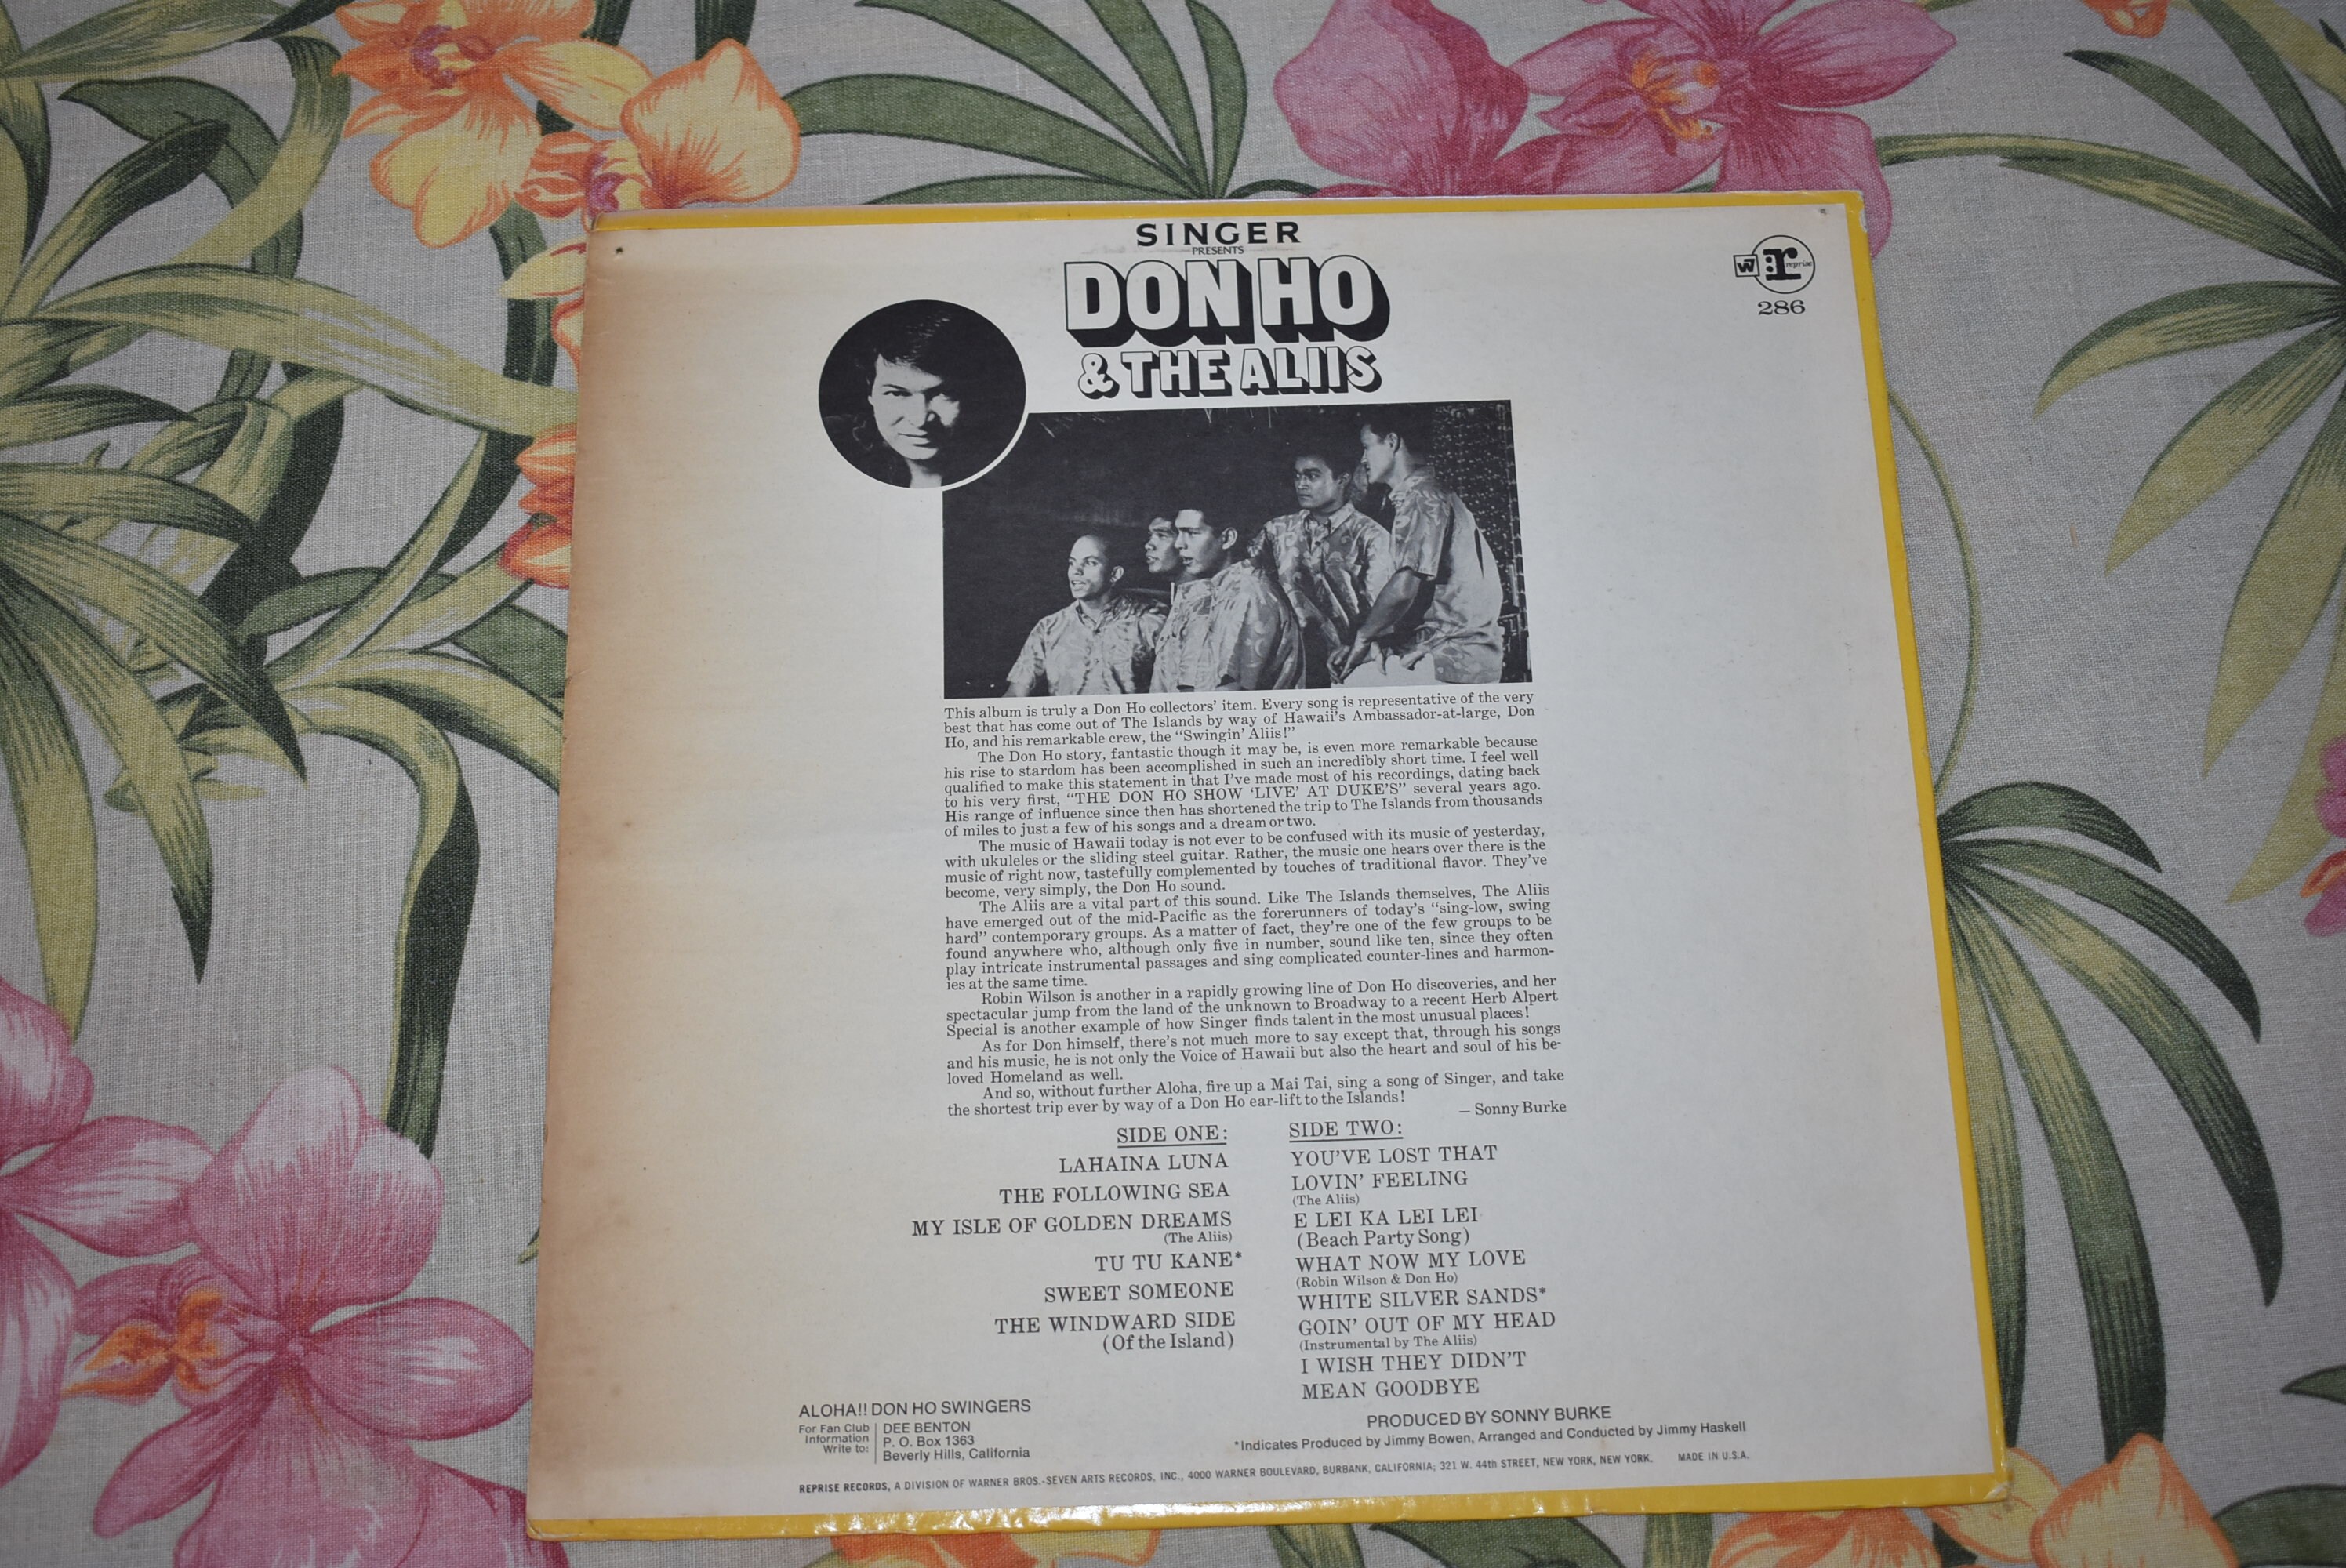 SINGER
PRESENTS
DON HO
& THE ALIIS
W
r reprise
286
This album is truly a Don Ho collectors' item. Every song is representative of the very
best that has come out of The Islands by way of Hawaii's Ambassador-at-large, Don
Ho, and his remarkable crew, the "Swingin' Aliis!"
The Don Ho story, fantastic though it may be, is even more remarkable because
his rise to stardom has been accomplished in such an incredibly short time. I feel well
qualified to make this statement in that I've made most of his recordings, dating back
to his very first, "THE DON HO SHOW 'LIVE' AT DUKE'S" several years ago.
His range of influence since then has shortened the trip to The Islands from thousands
of miles to just a few of his songs and a dream or two.
The music of Hawaii today is not ever to be confused with its music of yesterday,
with ukuleles or the sliding steel guitar. Rather, the music one hears over there is the
music of right now, tastefully complemented by touches of traditional flavor. They've
become, very simply, the Don Ho sound.
The Aliis are a vital part of this sound. Like The Islands themselves, The Aliis
have emerged out of the mid-Pacific as the forerunners of today's "sing-low, swing
hard" contemporary groups. As a matter of fact, they're one of the few groups to be
found anywhere who, although only five in number, sound like ten, since they often
play intricate instrumental passages and sing complicated counter-lines and harmon-
ies at the same time.
Robin Wilson is another in a rapidly growing line of Don Ho discoveries, and her
spectacular jump from the land of the unknown to Broadway to a recent Herb Alpert
Special is another example of how Singer finds talent in the most unusual places!
As for Don himself, there's not much more to say except that, through his songs
and his music, he is not only the Voice of Hawaii but also the heart and soul of his be-
loved Homeland as well.
And so, without further Aloha, fire up a Mai Tai, sing a song of Singer, and take
the shortest trip ever by way of a Don Ho ear-lift to the Islands!
— Sonny Burke
SIDE ONE:
LAHAINA LUNA
THE FOLLOWING SEA
MY ISLE OF GOLDEN DREAMS
(The Aliis)
TU TU KANE*
SWEET SOMEONE
THE WINDWARD SIDE
(Of the Island)
SIDE TWO:
YOU'VE LOST THAT
LOVIN' FEELING
(The Aliis)
E LEI KA LEI LEI
(Beach Party Song)
WHAT NOW MY LOVE
(Robin Wilson & Don Ho)
WHITE SILVER SANDS*
GOIN' OUT OF MY HEAD
(Instrumental by The Aliis)
I WISH THEY DIDN'T
MEAN GOODBYE
ALOHA!! DON HO SWINGERS
For Fan Club
Information
Write to:
DEE BENTON
P. O. Box 1363
Beverly Hills, California
PRODUCED BY SONNY BURKE
*Indicates Produced by Jimmy Bowen, Arranged and Conducted by Jimmy Haskell
REPRISE RECORDS, A DIVISION OF WARNER BROS.-SEVEN ARTS RECORDS, INC., 4000 WARNER BOULEVARD, BURBANK, CALIFORNIA; 321 W. 44th STREET, NEW YORK, NEW YORK. MADE IN U.S.A.